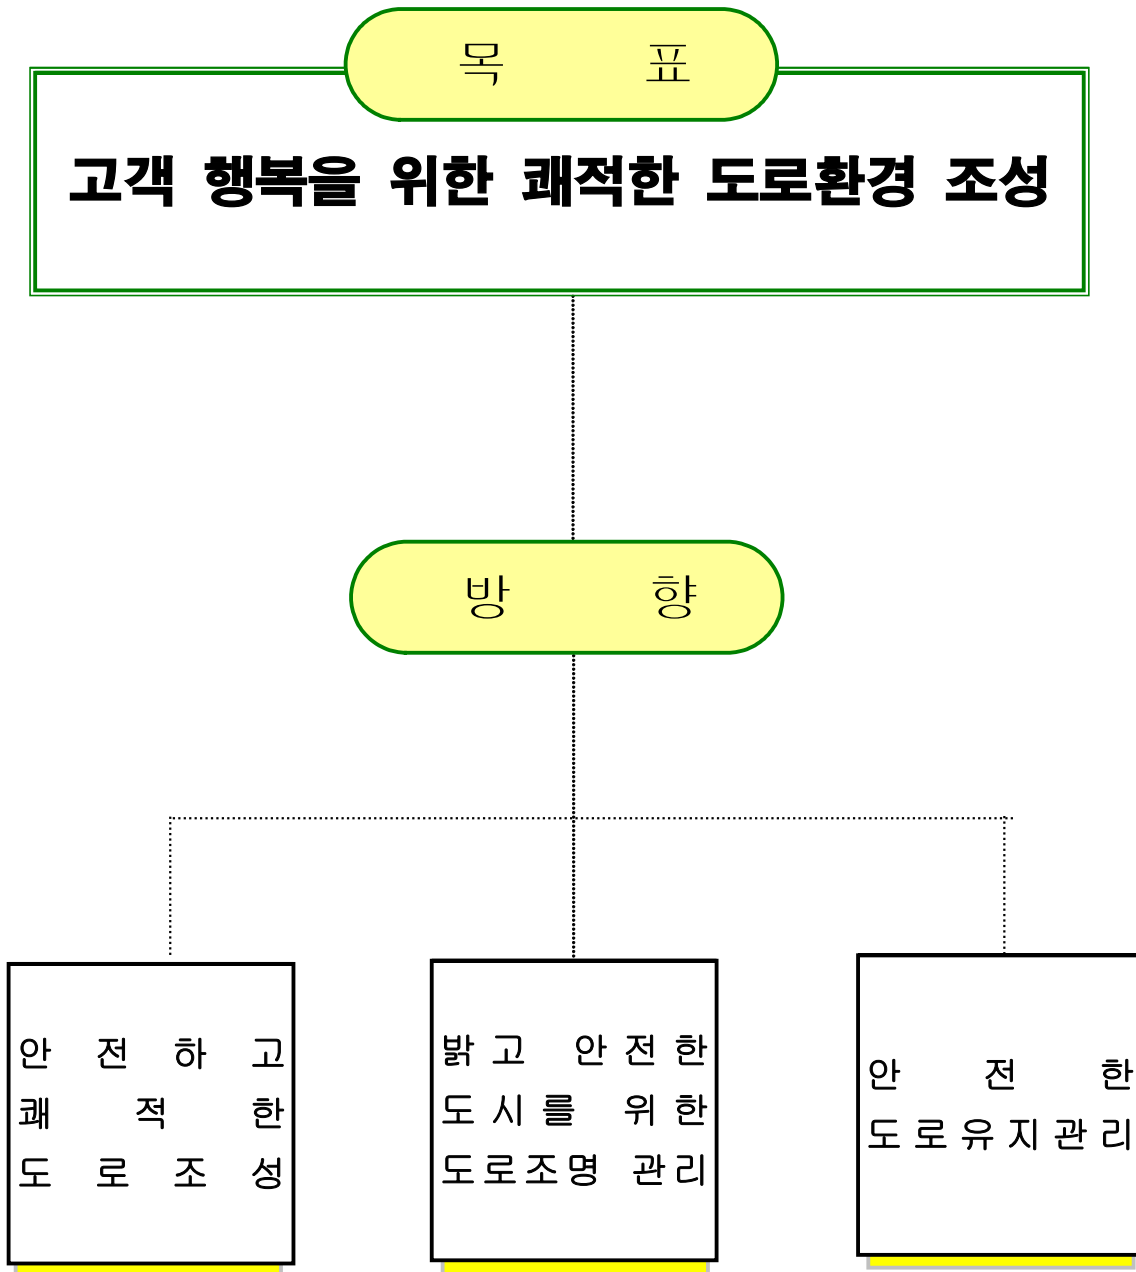 목 표
고객 행복을 위한 쾌적한 도로환경 조성
방 향
안 전 하 고
쾌 적 한
도 로 조 성
밝 고 안 전 한
도 시 를 위 한
도로조명 관리
안 전 한
도로유지관리